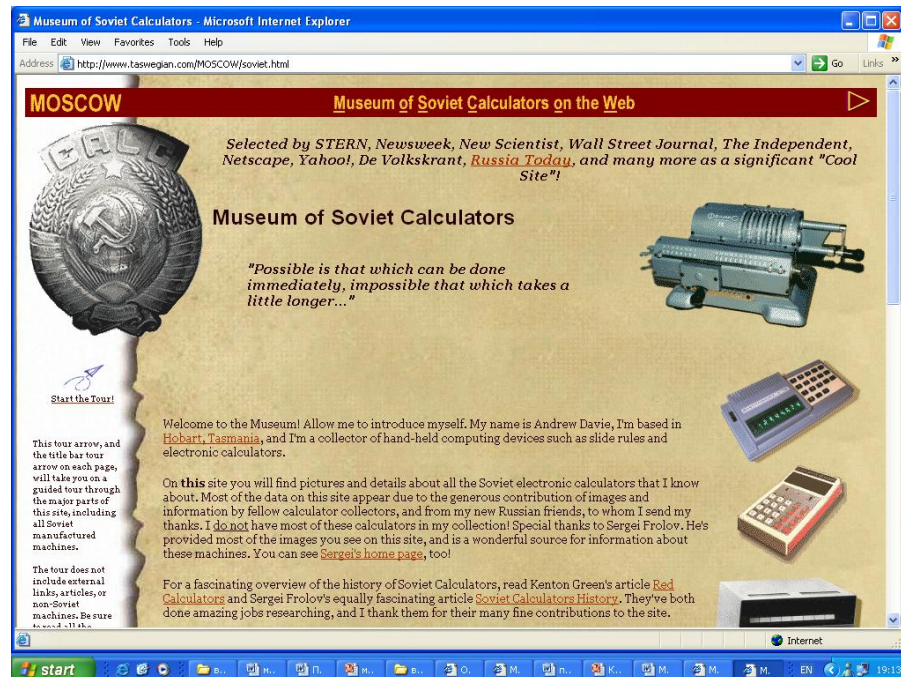 Museum of Soviet Calculators - Microsoft Internet Explorer
File Edit View Favorites Tools Help
Address http://www.taswegian.com/MOSCOW/soviet.html Go Links »
MOSCOW Museum of Soviet Calculators on the Web
CALC
Selected by STERN, Newsweek, New Scientist, Wall Street Journal, The Independent,
Netscape, Yahoo!, De Volkskrant, Russia Today, and many more as a significant "Cool
Site"!
Museum of Soviet Calculators
"Possible is that which can be done
immediately, impossible that which takes a
little longer..."
Start the Tour!
This tour arrow, and
the title bar tour
arrow on each page,
will take you on a
guided tour through
the major parts of
this site, including
all Soviet
manufactured
machines.
The tour does not
include external
links, articles, or
non-Soviet
machines. Be sure
to read all the
Welcome to the Museum! Allow me to introduce myself. My name is Andrew Davie, I'm based in
Hobart, Tasmania, and I'm a collector of hand-held computing devices such as slide rules and
electronic calculators.
On this site you will find pictures and details about all the Soviet electronic calculators that I know
about. Most of the data on this site appear due to the generous contribution of images and
information by fellow calculator collectors, and from my new Russian friends, to whom I send my
thanks. I do not have most of these calculators in my collection! Special thanks to Sergei Frolov. He's
provided most of the images you see on this site, and is a wonderful source for information about
these machines. You can see Sergei's home page, too!
For a fascinating overview of the history of Soviet Calculators, read Kenton Green's article Red
Calculators and Sergei Frolov's equally fascinating article Soviet Calculators History. They've both
done amazing jobs researching, and I thank them for their many fine contributions to the site.
Internet
start в.. м.. П.. м.. в.. О.. М.. п.. К.. М.. М.. М.. EN 19:13